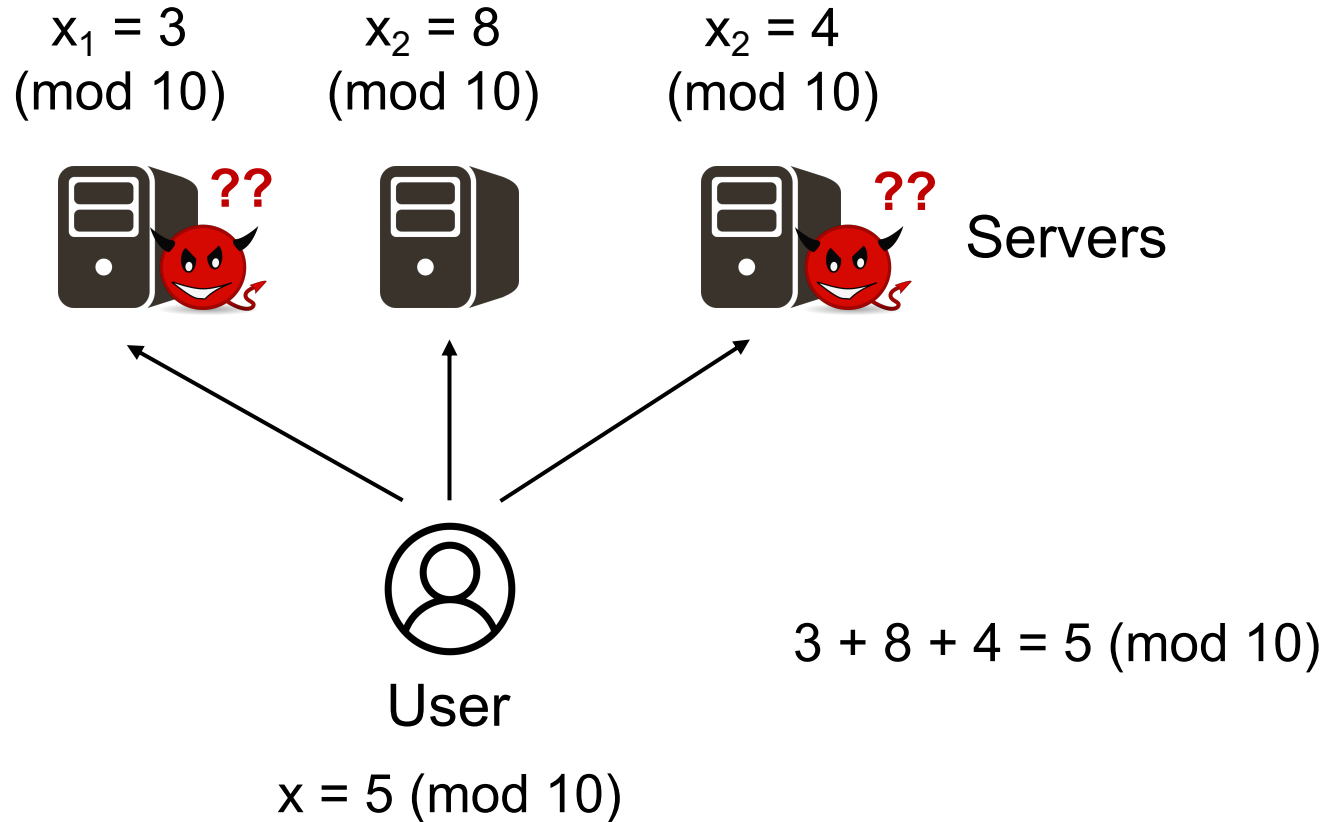 x₁ = 3
(mod 10)
x₂ = 8
(mod 10)
x₂ = 4
(mod 10)
??
??
Servers
3 + 8 + 4 = 5 (mod 10)
User
x = 5 (mod 10)